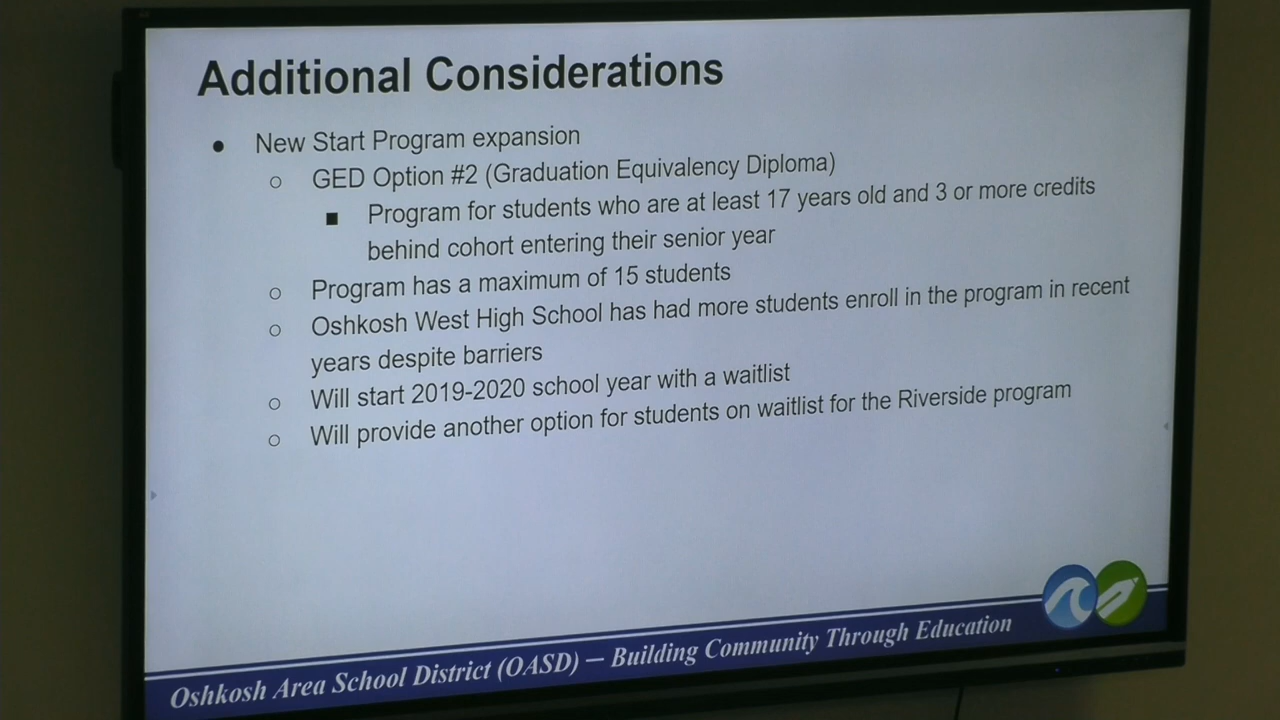 Additional Considerations
● New Start Program expansion
○ GED Option #2 (Graduation Equivalency Diploma)
■ Program for students who are at least 17 years old and 3 or more credits
behind cohort entering their senior year
○ Program has a maximum of 15 students
○ Oshkosh West High School has had more students enroll in the program in recent
years despite barriers
○ Will start 2019-2020 school year with a waitlist
○ Will provide another option for students on waitlist for the Riverside program
Oshkosh Area School District (OASD) — Building Community Through Education